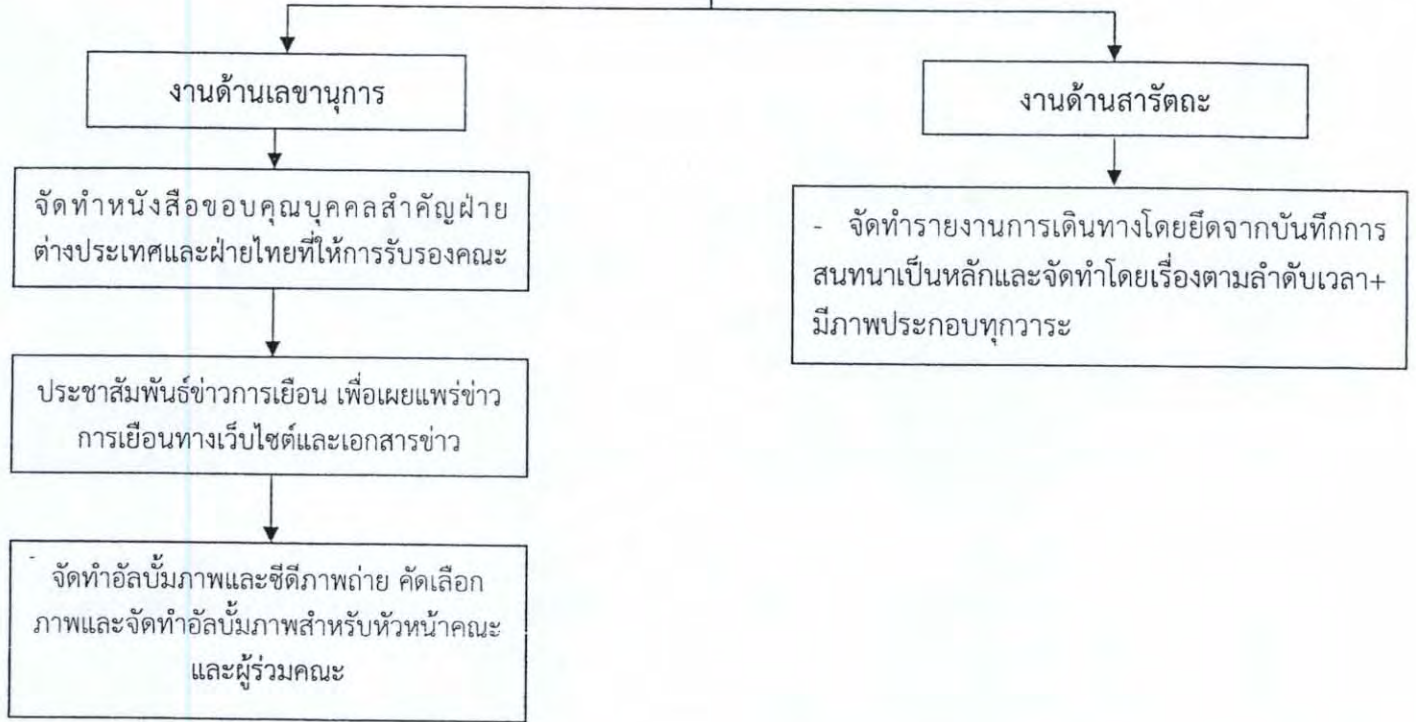 งานด้านเลขานุการ
จัดทำหนังสือขอบคุณบุคคลสำคัญฝ่าย
ต่างประเทศและฝ่ายไทยที่ให้การรับรองคณะ
ประชาสัมพันธ์ข่าวการเยือน เพื่อเผยแพร่ข่าว
การเยือนทางเว็บไซต์และเอกสารข่าว
- จัดทำอัลบั้มภาพและซีดีภาพถ่าย คัดเลือก
ภาพและจัดทำอัลบั้มภาพสำหรับหัวหน้าคณะ
และผู้ร่วมคณะ
งานด้านสารัตถะ
- จัดทำรายงานการเดินทางโดยยึดจากบันทึกการ
สนทนาเป็นหลักและจัดทำโดยเรื่องตามลำดับเวลา+
มีภาพประกอบทุกวาระ